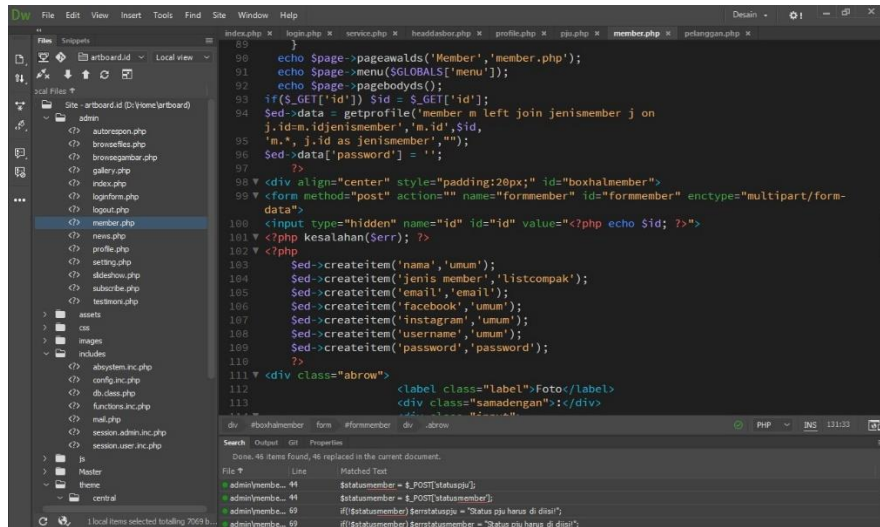 Dw File Edit View Insert Tools Find Site Window Help Desain
index.php × login.php × service.php × headdasbor.php × profile.php × pju.php × member.php × pelanggan.php ×
Files Snippets
artboard.id Local view
Local Files
Site - artboard.id (D:\Home\artboard)
admin
autorespon.php
browsefiles.php
browsegambar.php
gallery.php
index.php
loginform.php
logout.php
member.php
news.php
profile.php
setting.php
slideshow.php
subscribe.php
testimoni.php
assets
css
images
includes
absystem.inc.php
config.inc.php
db.class.php
functions.inc.php
mail.php
session.admin.inc.php
session.user.inc.php
js
Master
theme
central
1 local items selected totalling 7069 b...
89 }
90 echo $page->pageawalds('Member','member.php');
91 echo $page->menu($GLOBALS['menu']);
92 echo $page->pagebodyds();
93 if($_GET['id']) $id = $_GET['id'];
94 $ed->data = getprofile('member m left join jenismember j on
j.id=m.idjenismember','m.id',$id,
95 'm.*, j.id as jenismember',"");
96 $ed->data['password'] = '';
97 ?>
98 <div align="center" style="padding:20px;" id="boxhalmember">
99 <form method="post" action="" name="formmember" id="formmember" enctype="multipart/form-
data">
100 <input type="hidden" name="id" id="id" value="<?php echo $id; ?>">
101 <?php kesalahan($err); ?>
102 <?php
103 $ed->createitem('nama','umum');
104 $ed->createitem('jenis member','listcompak');
105 $ed->createitem('email','email');
106 $ed->createitem('facebook','umum');
107 $ed->createitem('instagram','umum');
108 $ed->createitem('username','umum');
109 $ed->createitem('password','password');
110 ?>
111 <div class="abrow">
112 <label class="label">Foto</label>
113 <div class="samadengan">:</div>
div #boxhalmember form #formmember div .abrow PHP INS 131:33
Search Output Git Properties
Done. 46 items found, 46 replaced in the current document.
File Line Matched Text
admin\membe... 44 $statusmember = $_POST['statuspju'];
admin\membe... 44 $statusmember = $_POST['statusmember'];
admin\membe... 69 if(!$statusmember) $errstatuspju = "Status pju harus di diisi!";
admin\membe... 69 if(!$statusmember) $errstatusmember = "Status pju harus di diisi!";